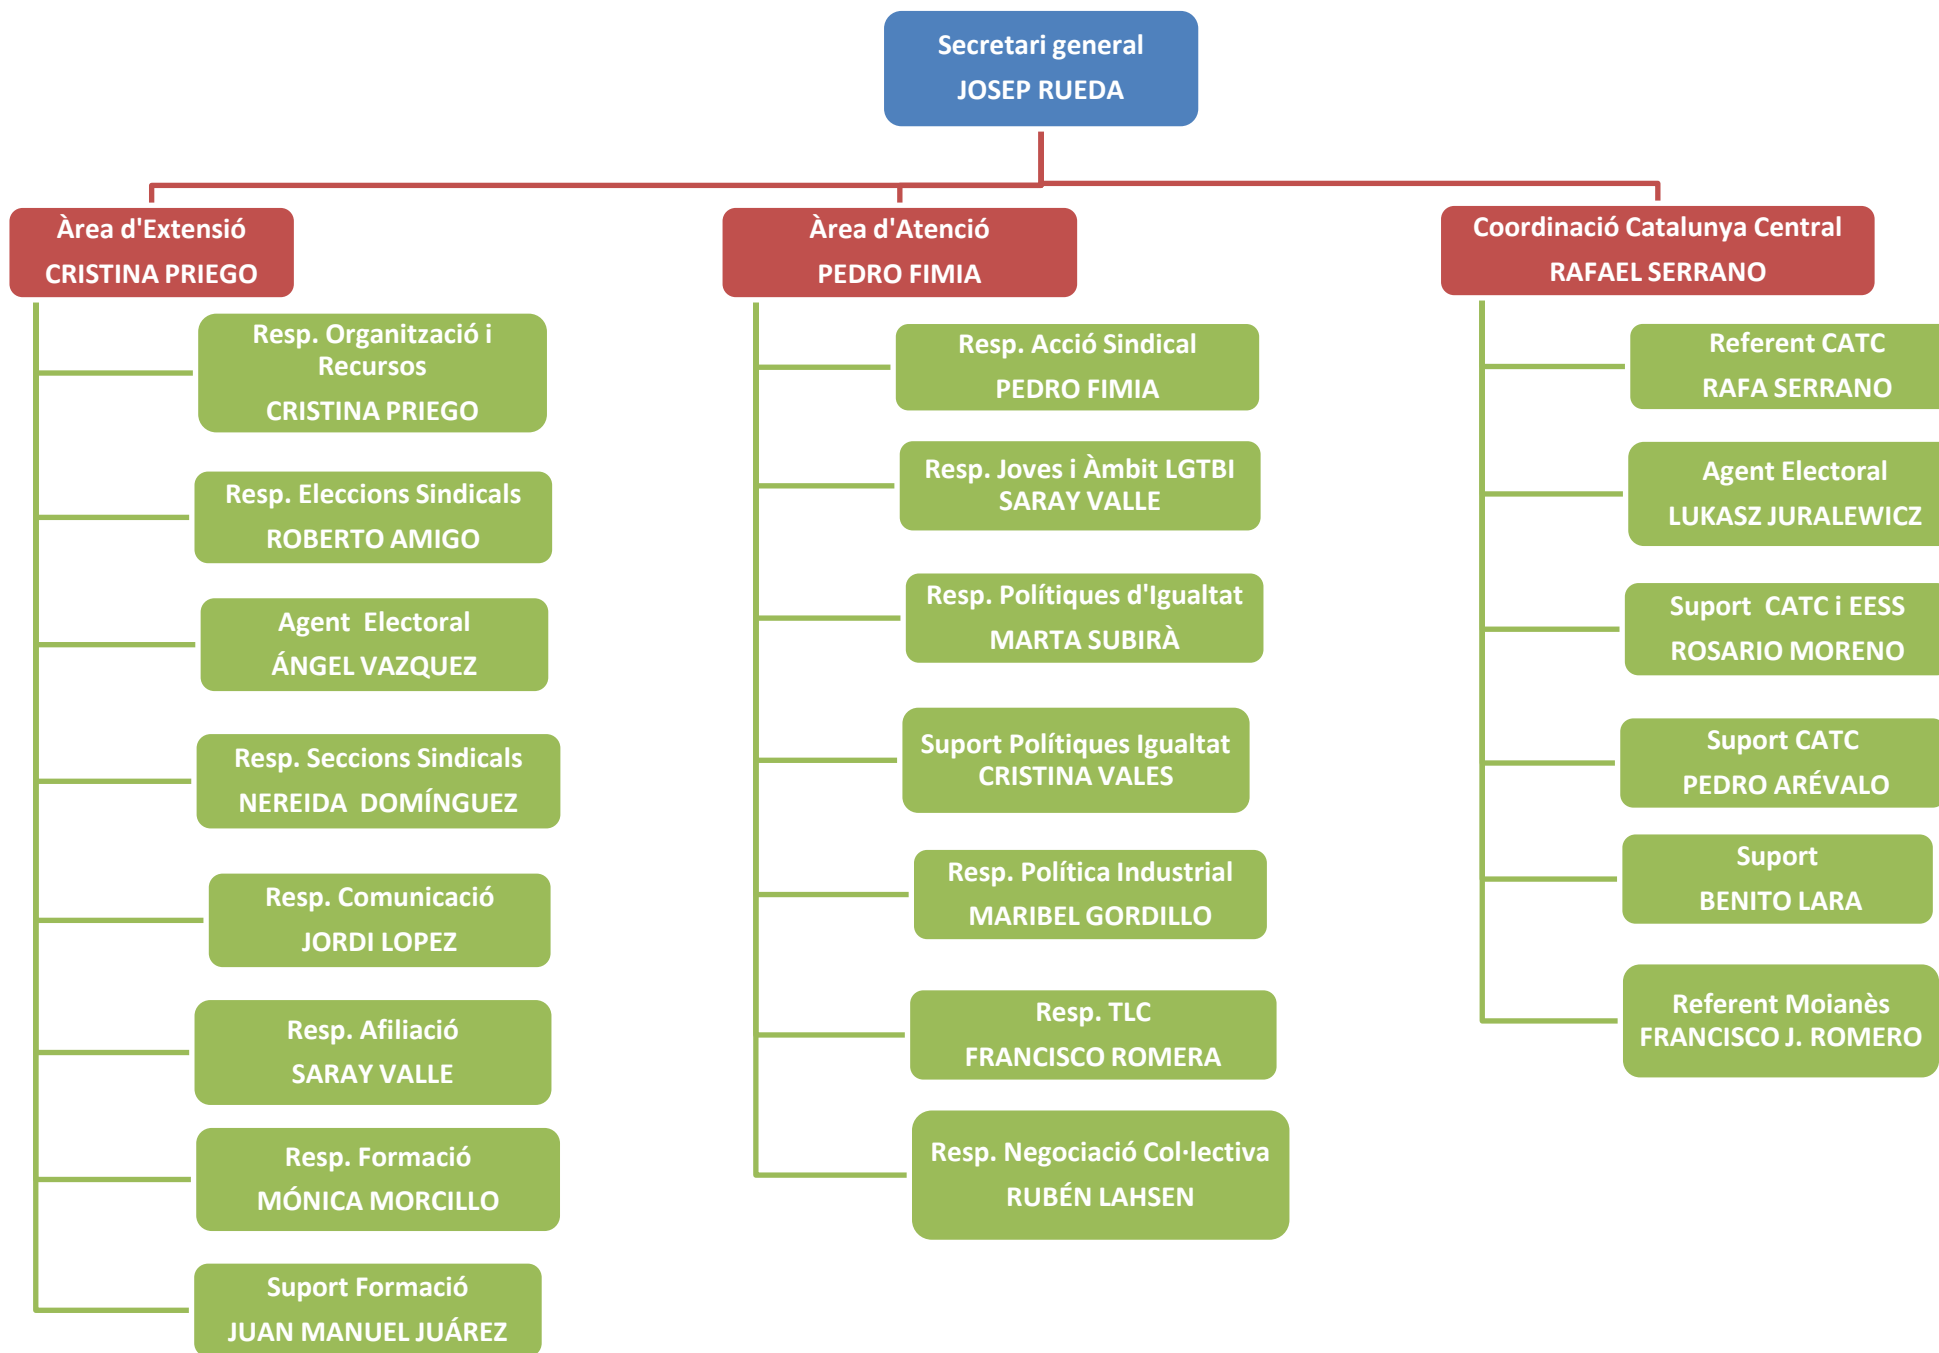 Secretari general
JOSEP RUEDA
Àrea d'Extensió
CRISTINA PRIEGO
Resp. Organització i
Recursos
CRISTINA PRIEGO
Resp. Eleccions Sindicals
ROBERTO AMIGO
Agent  Electoral
ÁNGEL VAZQUEZ
Resp. Seccions Sindicals
NEREIDA  DOMÍNGUEZ
Resp. Comunicació
JORDI LOPEZ
Resp. Afiliació
SARAY VALLE
Resp. Formació
MÓNICA MORCILLO
Suport Formació
JUAN MANUEL JUÁREZ
Àrea d'Atenció
PEDRO FIMIA
Resp. Acció Sindical
PEDRO FIMIA
Resp. Joves i Àmbit LGTBI
SARAY VALLE
Resp. Polítiques d'Igualtat
MARTA SUBIRÀ
Suport Polítiques Igualtat
CRISTINA VALES
Resp. Política Industrial
MARIBEL GORDILLO
Resp. TLC
FRANCISCO ROMERA
Resp. Negociació Col·lectiva
RUBÉN LAHSEN
Coordinació Catalunya Central
RAFAEL SERRANO
Referent CATC
RAFA SERRANO
Agent Electoral
LUKASZ JURALEWICZ
Suport  CATC i EESS
ROSARIO MORENO
Suport CATC
PEDRO ARÉVALO
Suport
BENITO LARA
Referent Moianès
FRANCISCO J. ROMERO